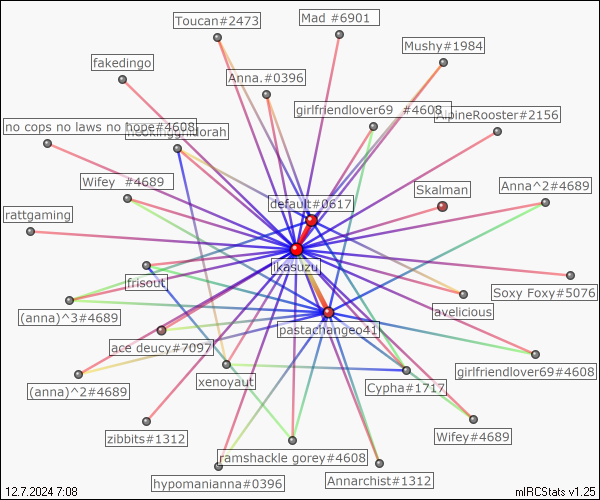 Toucan#2473
Mad #6901
Mushy#1984
fakedingo
Anna.#0396
girlfriendlover69 #4608
AlpineRooster#2156
no cops no laws no hope#4608
Wifey #4689
Skalman
Anna^2#4689
default#0617
rattgaming
ikasuzu
frisout
Soxy Foxy#5076
(anna)^3#4689
avelicious
pastachangeo41
ace deucy#7097
girlfriendlover69#4608
xenoyaut
Cypha#1717
(anna)^2#4689
zibbits#1312
Wifey#4689
ramshackle gorey#4608
hypomanianna#0396
Annarchist#1312
12.7.2024 7:08
mIRCStats v1.25